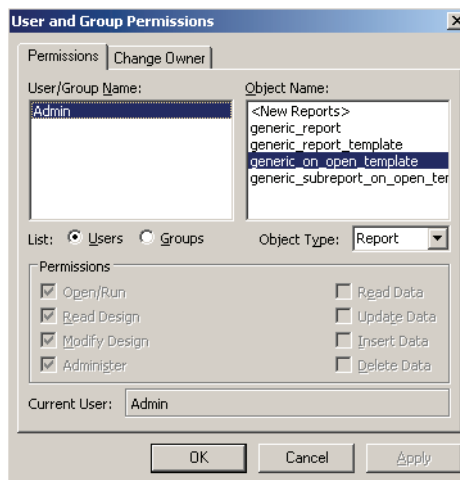 User and Group Permissions
Permissions
Change Owner
User/Group Name:
Admin
Object Name:
<New Reports>
generic_report
generic_report_template
generic_on_open_template
generic_subreport_on_open_ter
List:
Users
Groups
Object Type:
Report
Permissions
Open/Run
Read Design
Modify Design
Administer
Read Data
Update Data
Insert Data
Delete Data
Current User:
Admin
OK
Cancel
Apply